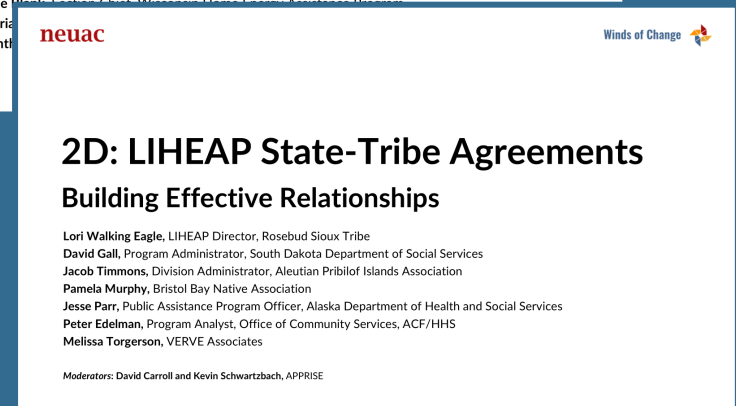 neuac
Winds of Change
2D: LIHEAP State-Tribe Agreements
Building Effective Relationships
Lori Walking Eagle, LIHEAP Director, Rosebud Sioux Tribe
David Gall, Program Administrator, South Dakota Department of Social Services
Jacob Timmons, Division Administrator, Aleutian Pribilof Islands Association
Pamela Murphy, Bristol Bay Native Association
Jesse Parr, Public Assistance Program Officer, Alaska Department of Health and Social Services
Peter Edelman, Program Analyst, Office of Community Services, ACF/HHS
Melissa Torgerson, VERVE Associates
Moderators: David Carroll and Kevin Schwartzbach, APPRISE